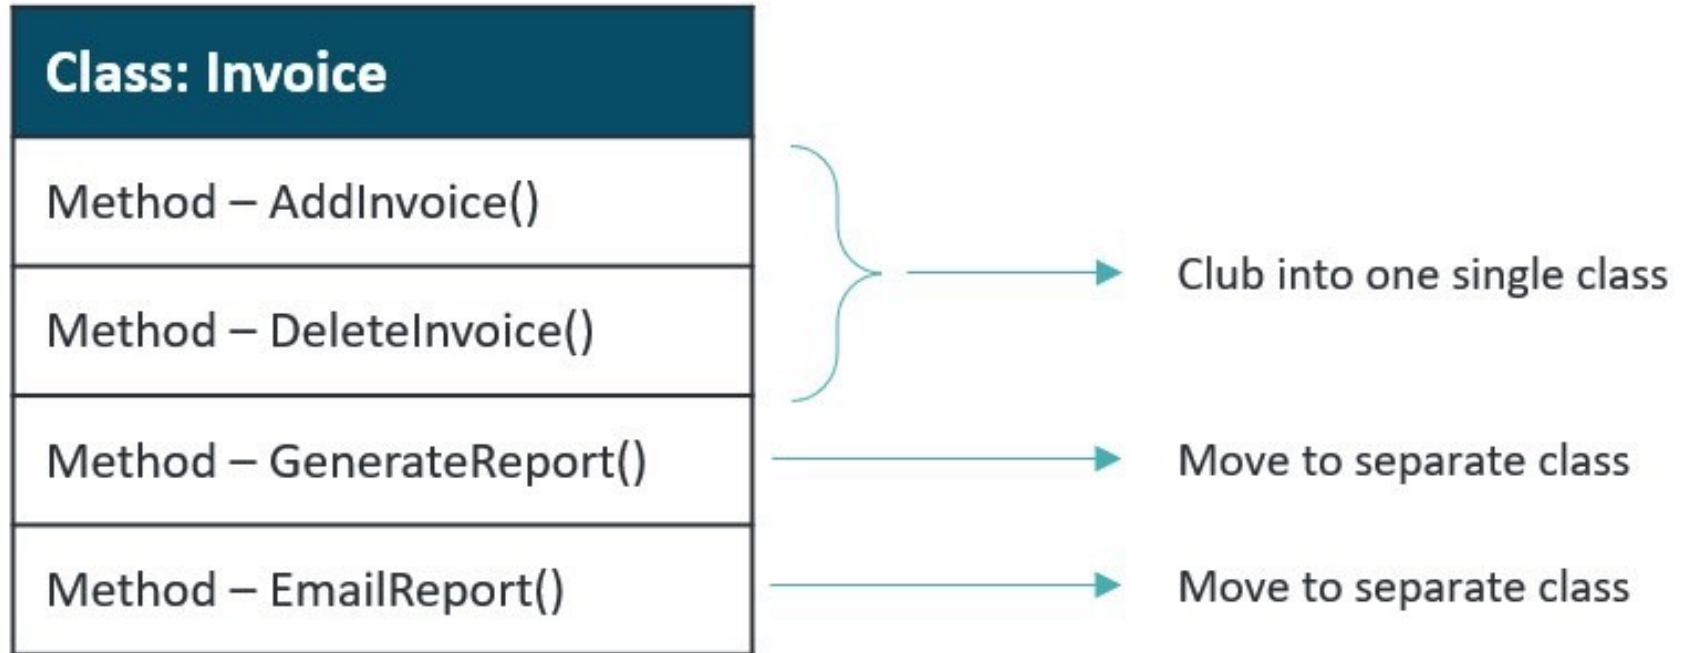 Class: Invoice
Method – AddInvoice()
Method – DeleteInvoice()
Club into one single class
Method – GenerateReport()
Move to separate class
Method – EmailReport()
Move to separate class